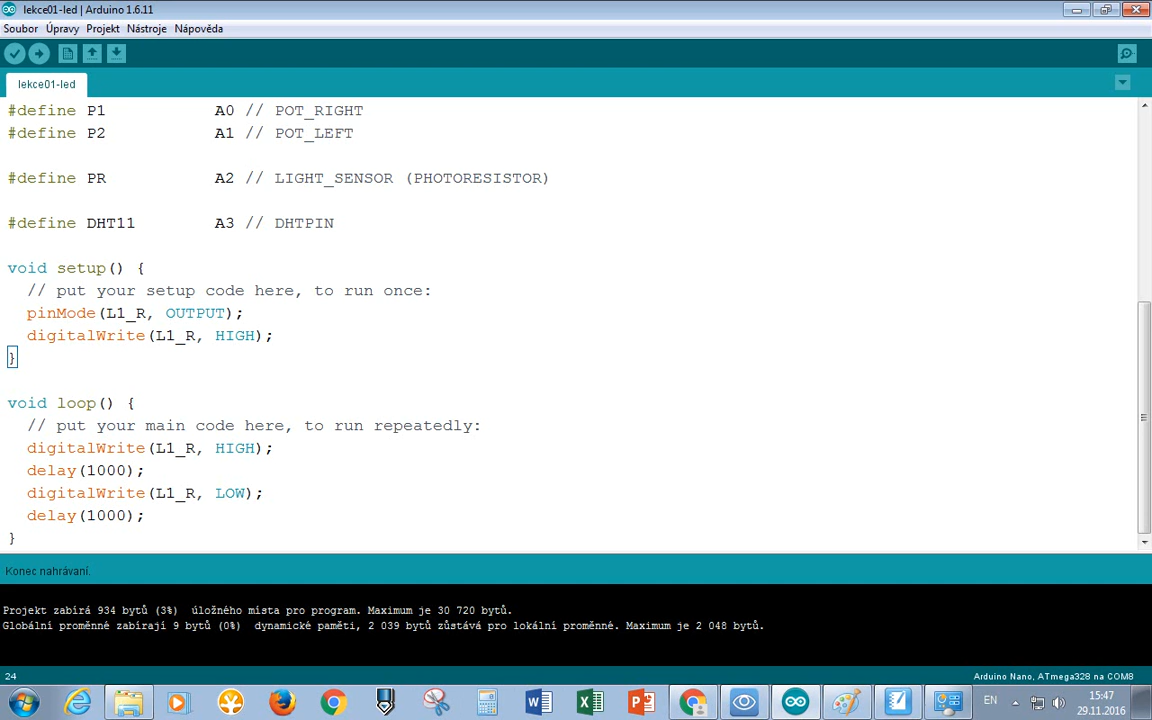 lekce01-led | Arduino 1.6.11
Soubor Úpravy Projekt Nástroje Nápověda
lekce01-led
#define P1 A0 // POT_RIGHT
#define P2 A1 // POT_LEFT
#define PR A2 // LIGHT_SENSOR (PHOTORESISTOR)
#define DHT11 A3 // DHTPIN
void setup() {
// put your setup code here, to run once:
pinMode(L1_R, OUTPUT);
digitalWrite(L1_R, HIGH);
}
void loop() {
// put your main code here, to run repeatedly:
digitalWrite(L1_R, HIGH);
delay(1000);
digitalWrite(L1_R, LOW);
delay(1000);
}
Konec nahrávaní.
Projekt zabírá 934 bytů (3%) úložného místa pro program. Maximum je 30 720 bytů.
Globální proměnné zabírají 9 bytů (0%) dynamické paměti, 2 039 bytů zůstává pro lokální proměnné. Maximum je 2 048 bytů.
24
Arduino Nano, ATmega328 na COM8
EN
15:47
29.11.2016